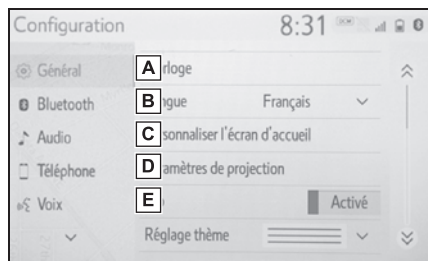 Configuration 8:31 DCM
Général
A rloge
Bluetooth
B ngue Français
Audio
C sonnaliser l'écran d'accueil
Téléphone
D amètres de projection
Voix
E Activé
Réglage thème